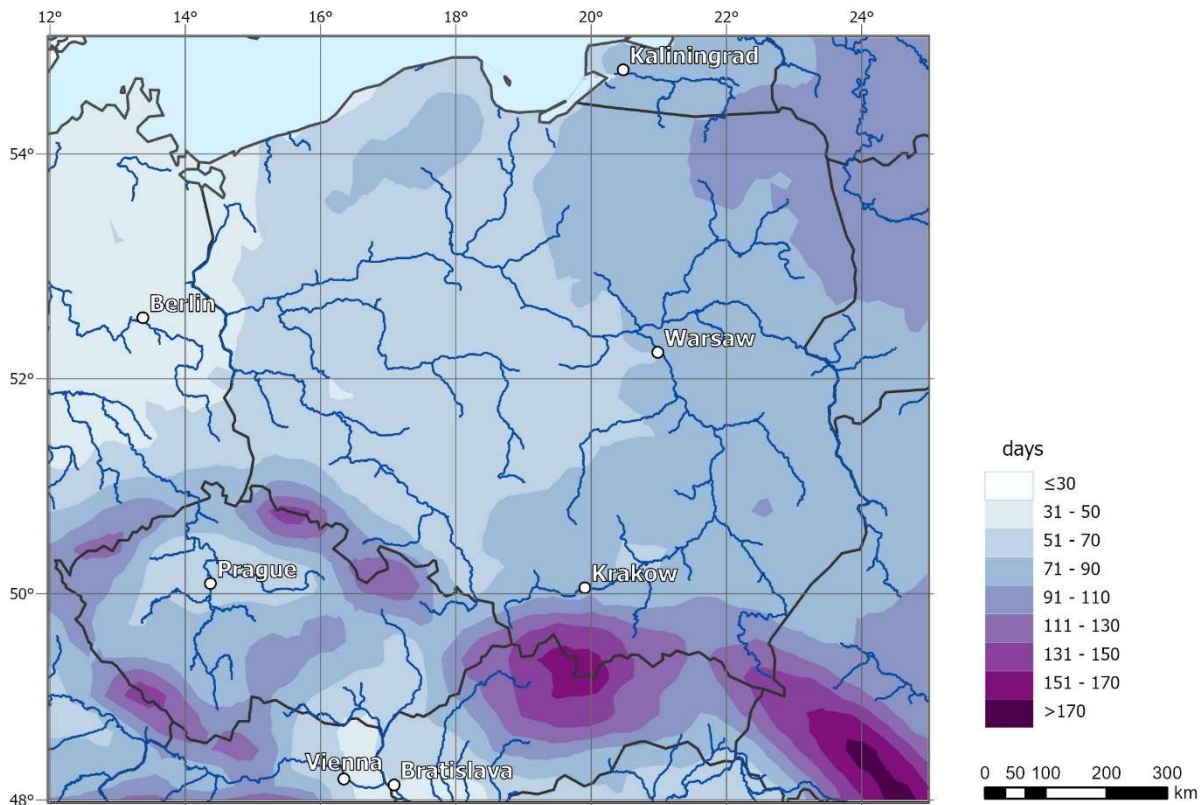 12° 14° 16° 18° 20° 22° 24°
Kaliningrad
54°
Berlin
Warsaw
52°
days
≤30
31 - 50
51 - 70
71 - 90
91 - 110
111 - 130
131 - 150
151 - 170
>170
Prague
Krakow
50°
Vienna
Bratislava
48°
0 50 100 200 300
km